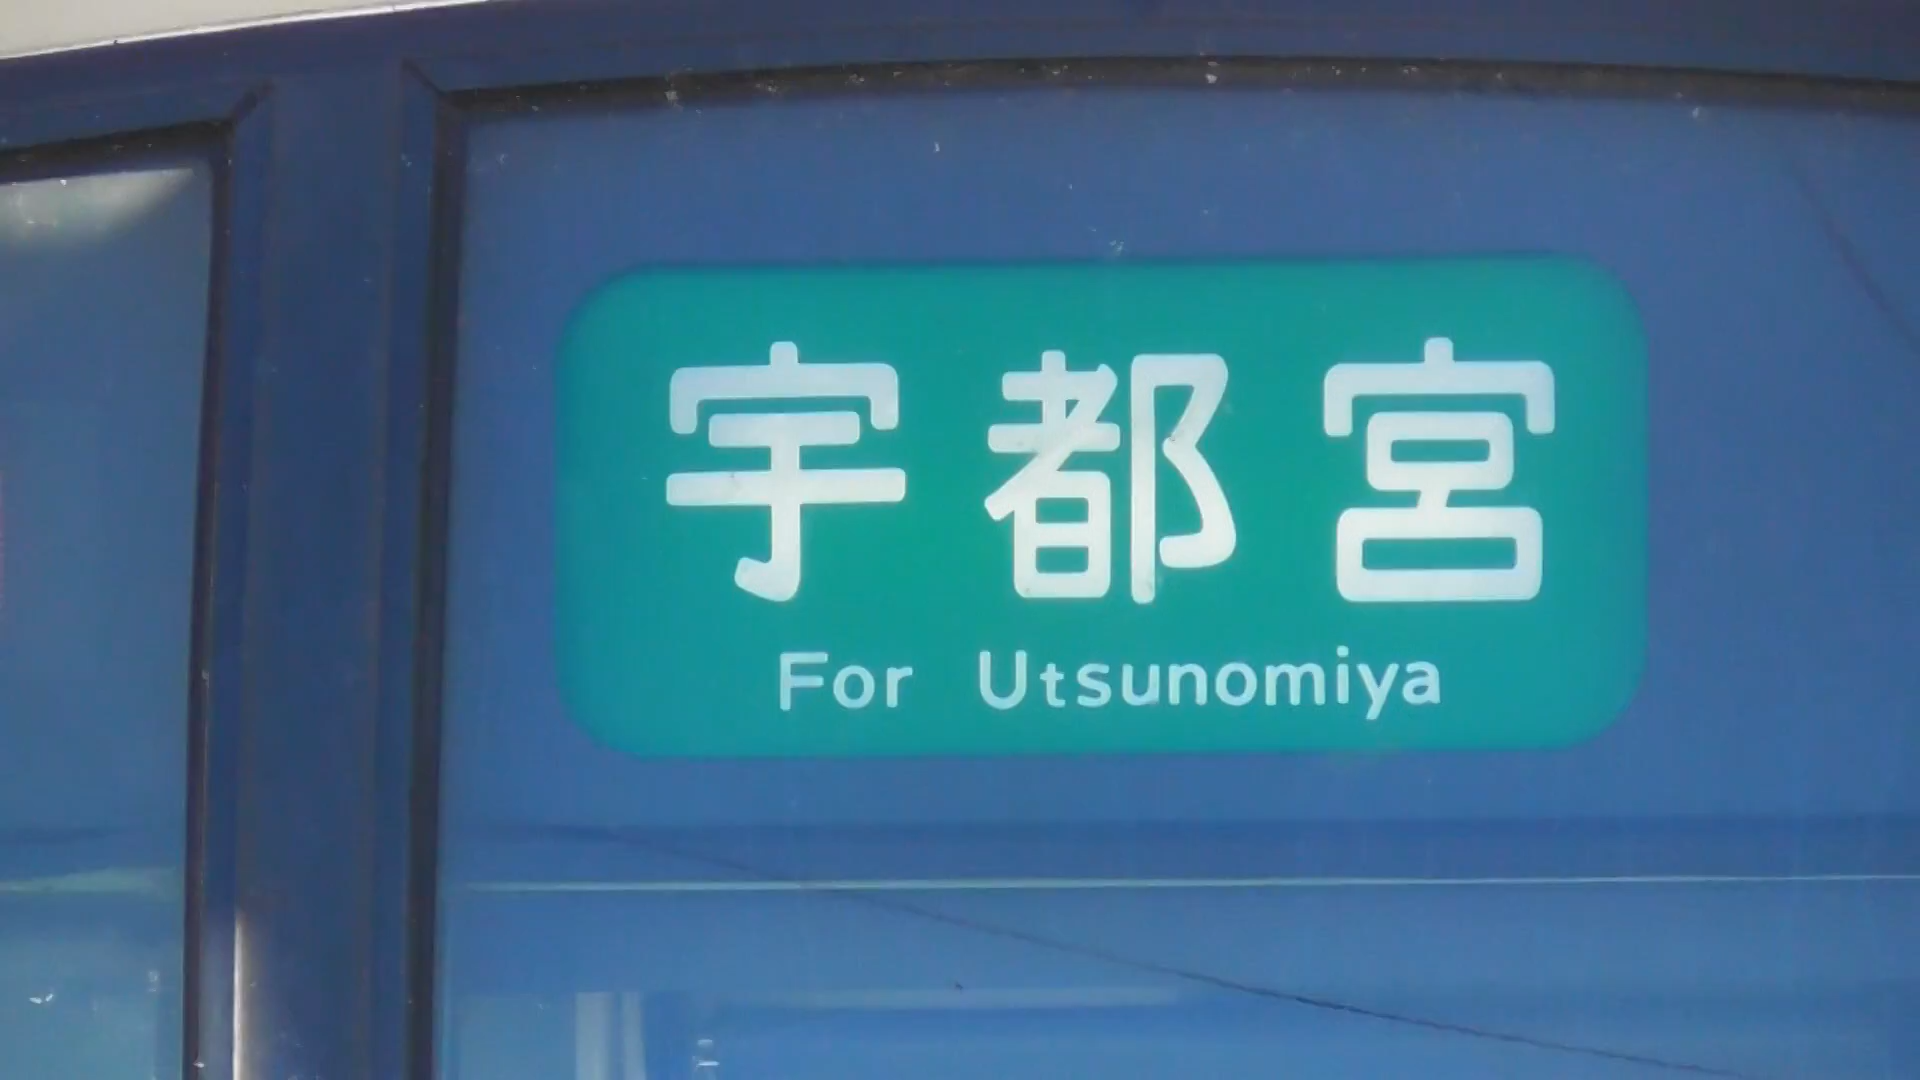 宇都宮
For Utsunomiya